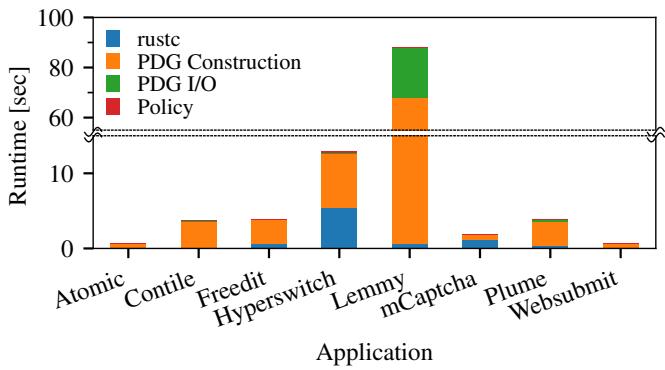 100
80
60
10
0
Runtime [sec]
rustc
PDG Construction
PDG I/O
Policy
Atomic
Contile
Freedit
Hyperswitch
Lemmy
mCaptcha
Plume
Websubmit
Application